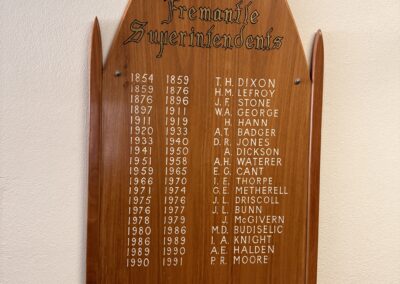 Fremantle
Superintendents
1854 1859 T.H. DIXON
1859 1876 H.M. LEFROY
1876 1896 J.F. STONE
1897 1911 W.A. GEORGE
1911 1919 H. HANN
1920 1933 A.T. BADGER
1933 1940 D.R. JONES
1941 1950 A. DICKSON
1951 1958 A.H. WATERER
1959 1965 E.G. CANT
1966 1970 I.E. THORPE
1971 1974 G.E. METHERELL
1975 1976 J.L. DRISCOLL
1976 1977 J.L. BUNN
1978 1979 J. McGIVERN
1980 1986 M.D. BUDISELIC
1986 1989 I.A. KNIGHT
1989 1990 A.E. HALDEN
1990 1991 P.R. MOORE